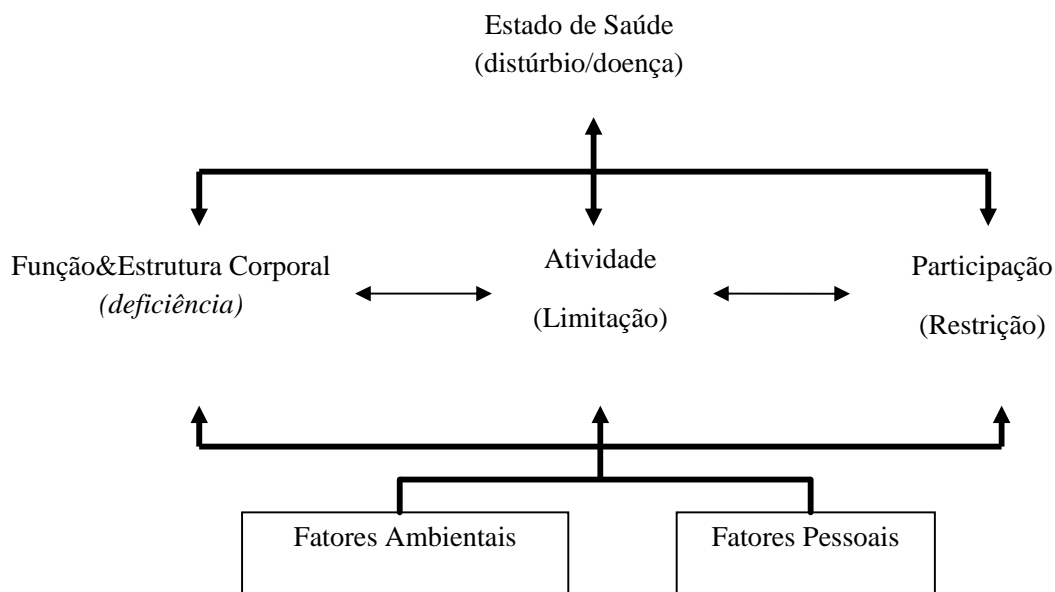 Estado de Saúde
(distúrbio/doença)
Função&Estrutura Corporal
(deficiência)
Atividade
(Limitação)
Participação
(Restrição)
Fatores Ambientais
Fatores Pessoais